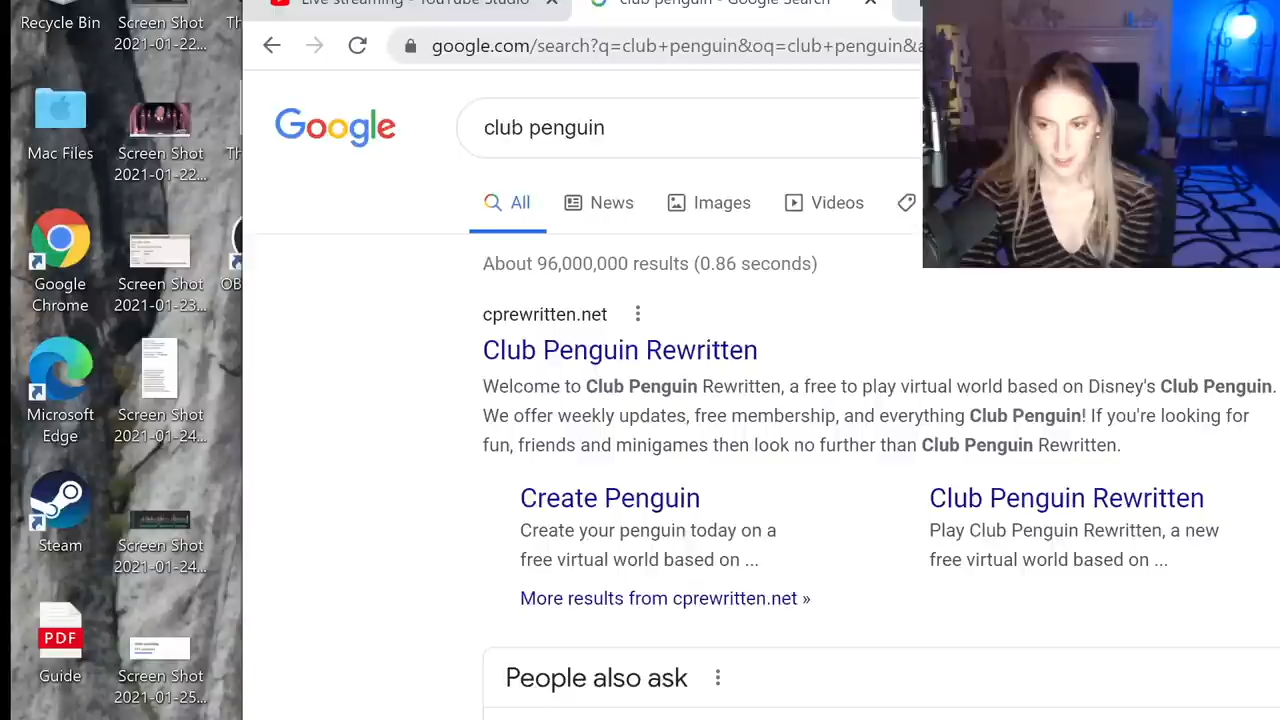 Live streaming - YouTube Studio
club penguin - Google Search
google.com/search?q=club+penguin&oq=club+penguin&
Google
club penguin
All
News
Images
Videos
About 96,000,000 results (0.86 seconds)
cprewritten.net
Club Penguin Rewritten
Welcome to Club Penguin Rewritten, a free to play virtual world based on Disney's Club Penguin.
We offer weekly updates, free membership, and everything Club Penguin! If you're looking for
fun, friends and minigames then look no further than Club Penguin Rewritten.
Create Penguin
Create your penguin today on a
free virtual world based on ...
Club Penguin Rewritten
Play Club Penguin Rewritten, a new
free virtual world based on ...
More results from cprewritten.net »
People also ask
Recycle Bin
Screen Shot
2021-01-22...
Th
Mac Files
Screen Shot
2021-01-22...
Th
Google
Chrome
Screen Shot
2021-01-23...
OB
Microsoft
Edge
Screen Shot
2021-01-24...
Steam
Screen Shot
2021-01-24...
PDF
Guide
Screen Shot
2021-01-25...